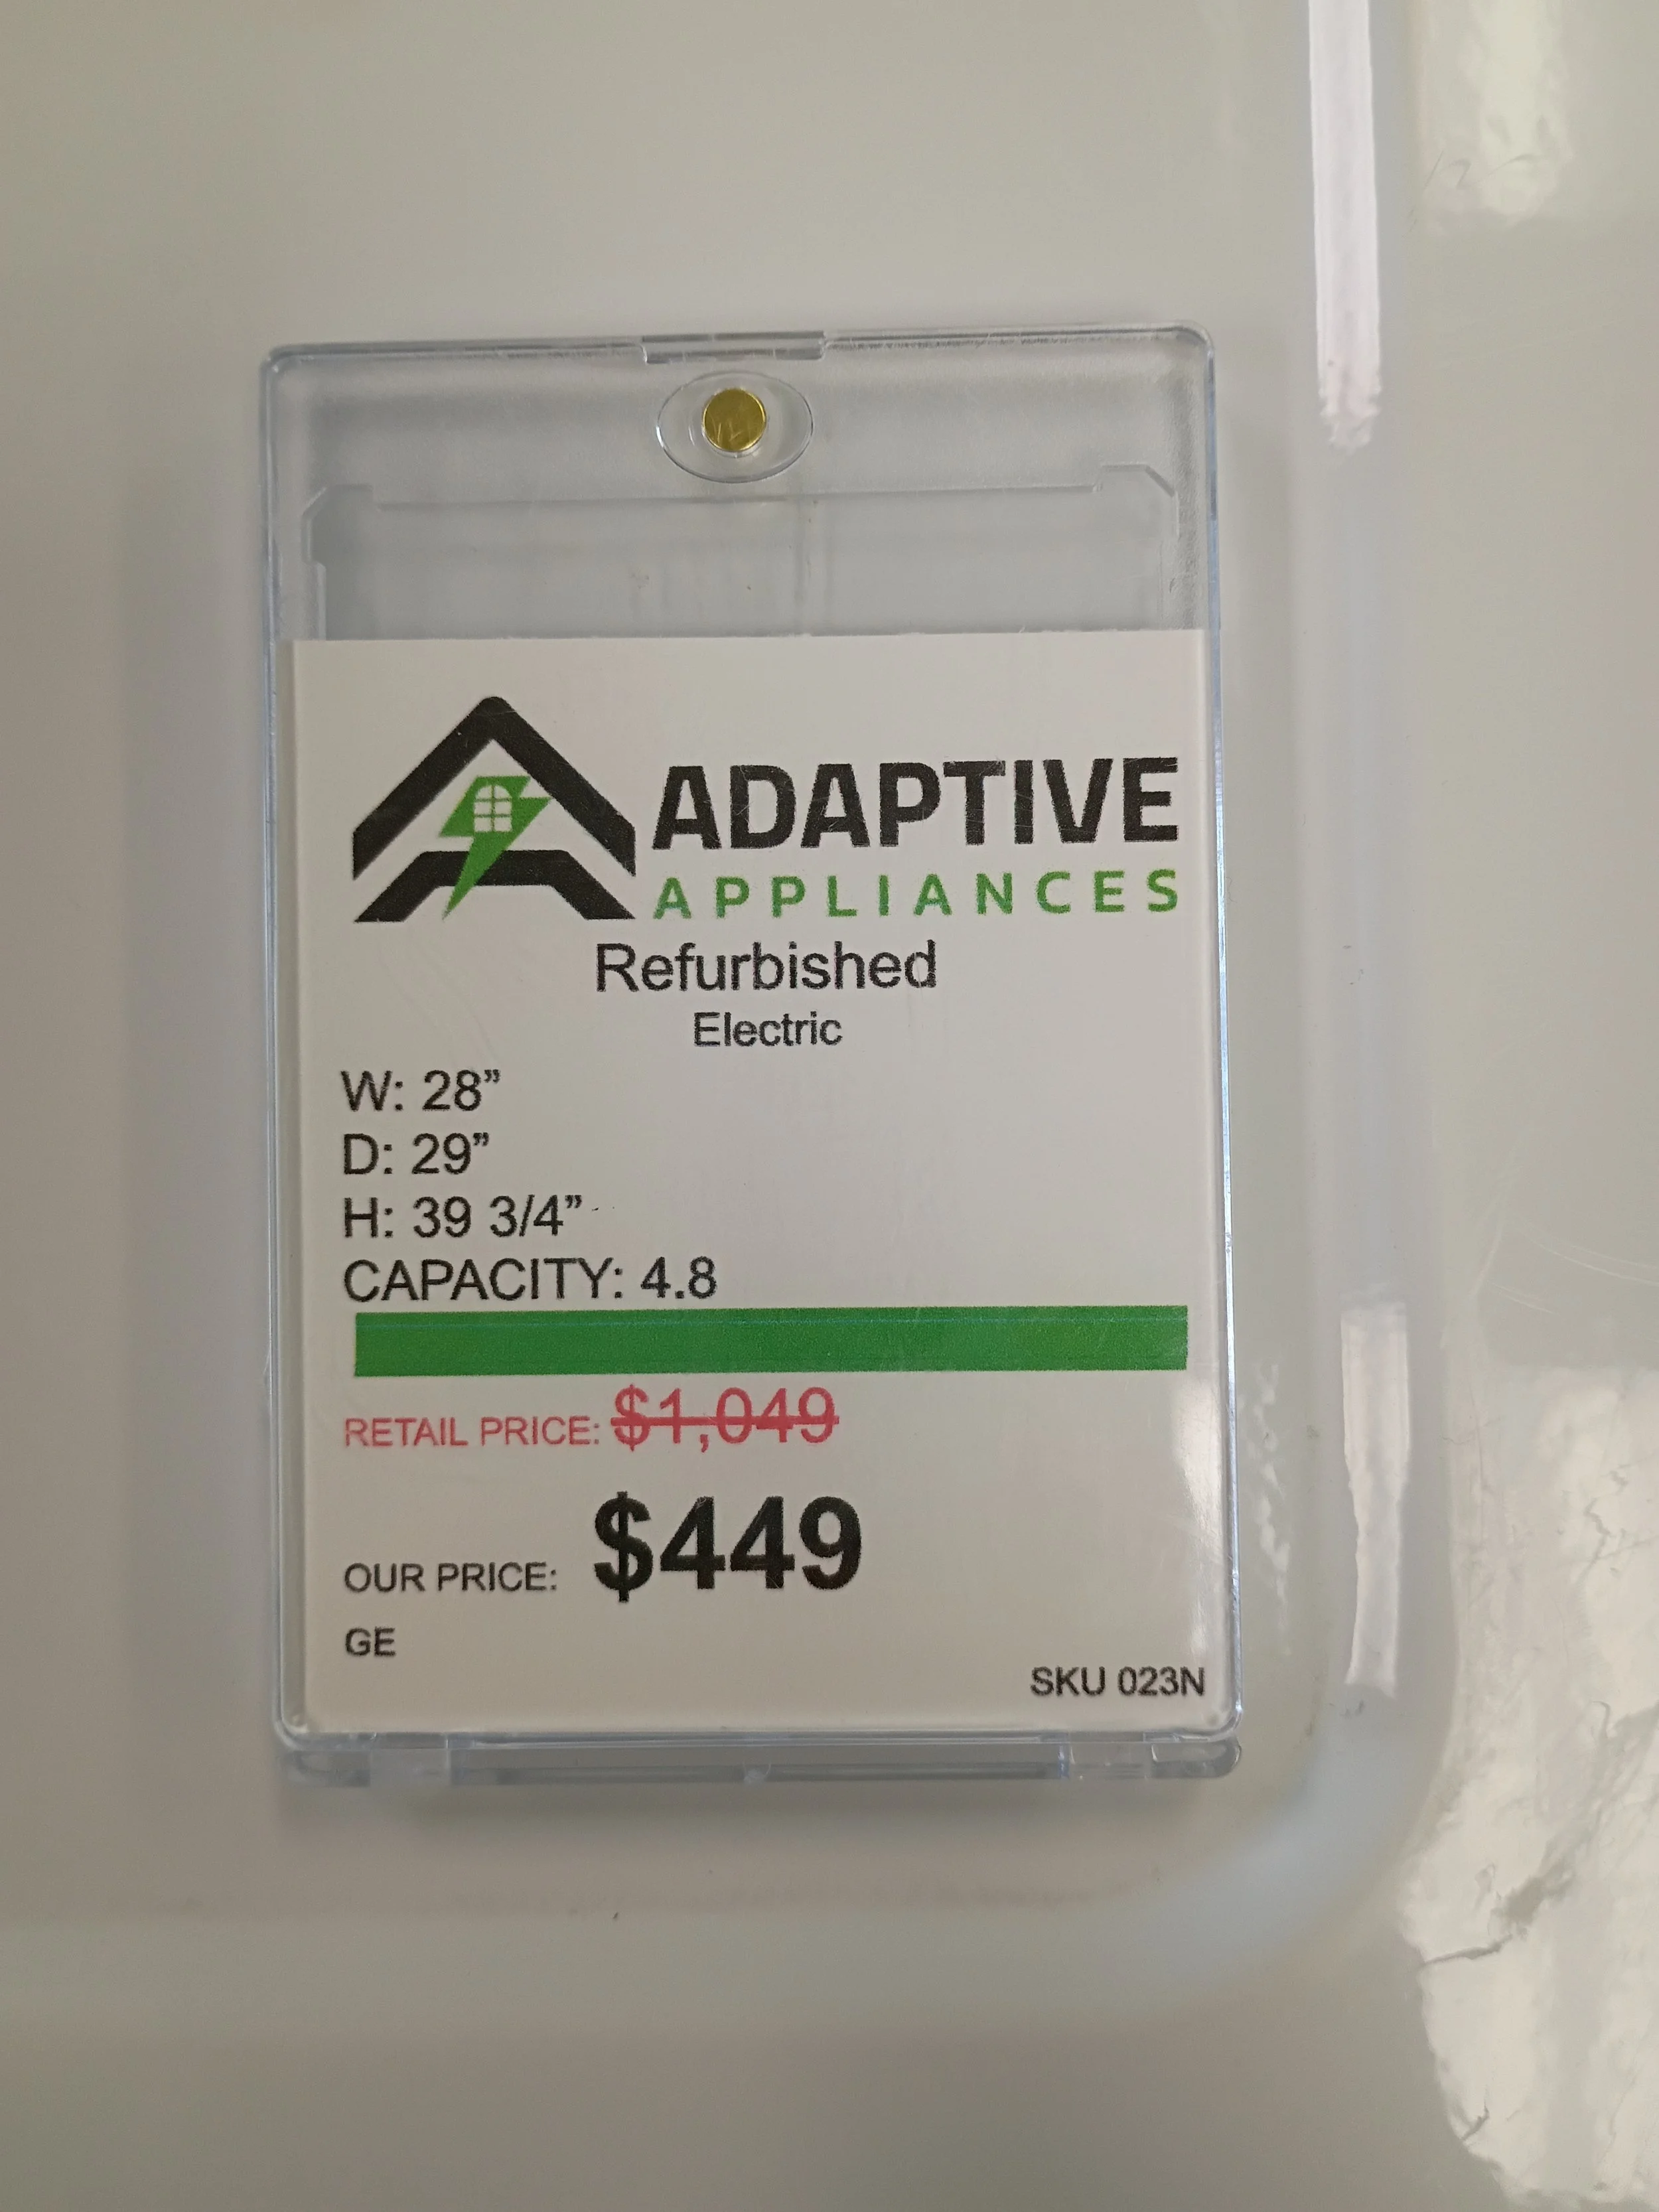 ADAPTIVE
APPLIANCES
Refurbished
Electric
W: 28”
D: 29”
H: 39 3/4”
CAPACITY: 4.8
RETAIL PRICE: $1,049
OUR PRICE: $449
GE
SKU 023N